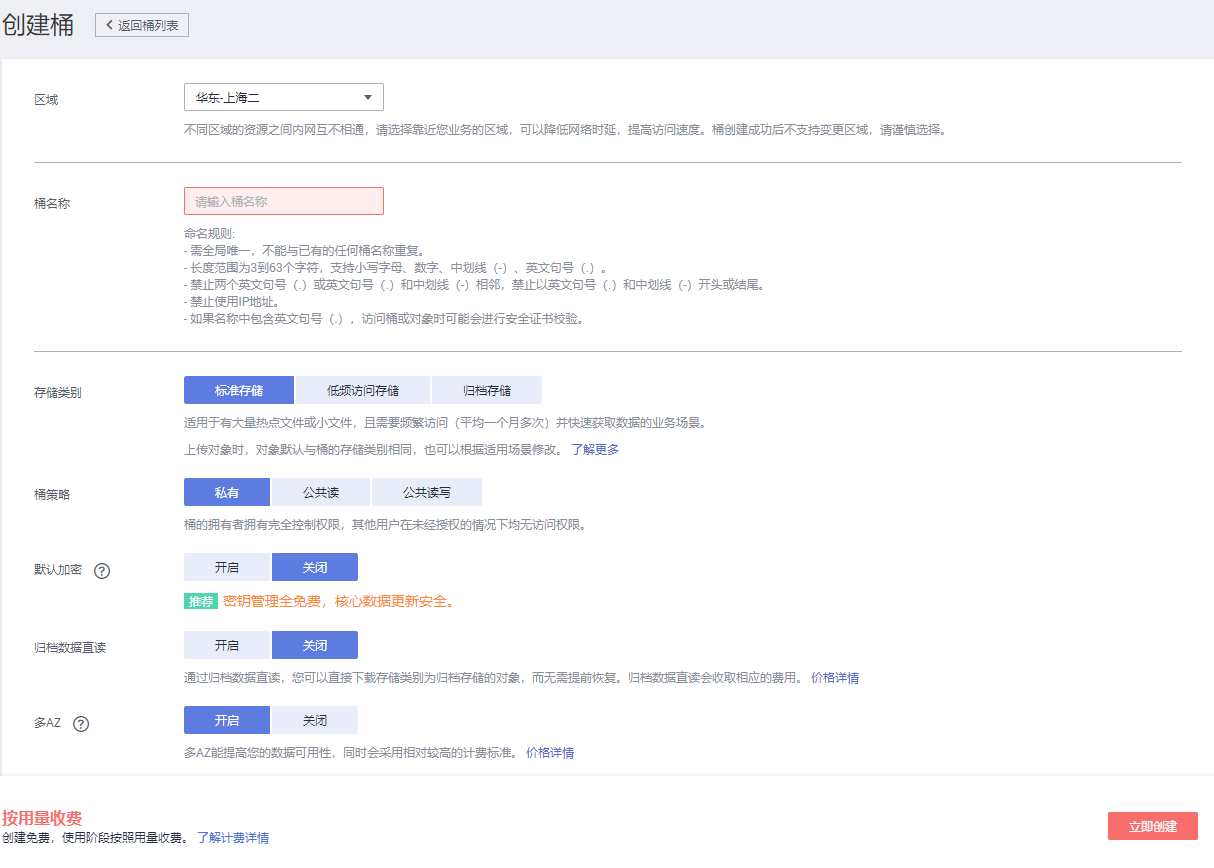 创建桶
返回桶列表
区域
华东-上海二
不同区域的资源之间内网互不相通，请选择靠近您业务的区域，可以降低网络时延，提高访问速度。桶创建成功后不支持变更区域，请谨慎选择。
桶名称
请输入桶名称
命名规则:
- 需全局唯一，不能与已有的任何桶名称重复。
- 长度范围为3到63个字符，支持小写字母、数字、中划线（-）、英文句号（.）。
- 禁止两个英文句号（.）或英文句号（.）和中划线（-）相邻，禁止以英文句号（.）和中划线（-）开头或结尾。
- 禁止使用IP地址。
- 如果名称中包含英文句号（.），访问桶或对象时可能会进行安全证书校验。
存储类别
标准存储
低频访问存储
归档存储
适用于有大量热点文件或小文件，且需要频繁访问（平均一个月多次）并快速获取数据的业务场景。
上传对象时，对象默认与桶的存储类别相同，也可以根据适用场景修改。 了解更多
桶策略
私有
公共读
公共读写
桶的拥有者拥有完全控制权限，其他用户在未经授权的情况下均无访问权限。
默认加密 ?
开启
关闭
推荐 密钥管理全免费，核心数据更新安全。
归档数据直读
开启
关闭
通过归档数据直读，您可以直接下载存储类别为归档存储的对象，而无需提前恢复。归档数据直读会收取相应的费用。 价格详情
多AZ ?
开启
关闭
多AZ能提高您的数据可用性，同时会采用相对较高的计费标准。 价格详情
按用量收费
创建免费，使用阶段按照用量收费。 了解计费详情
立即创建